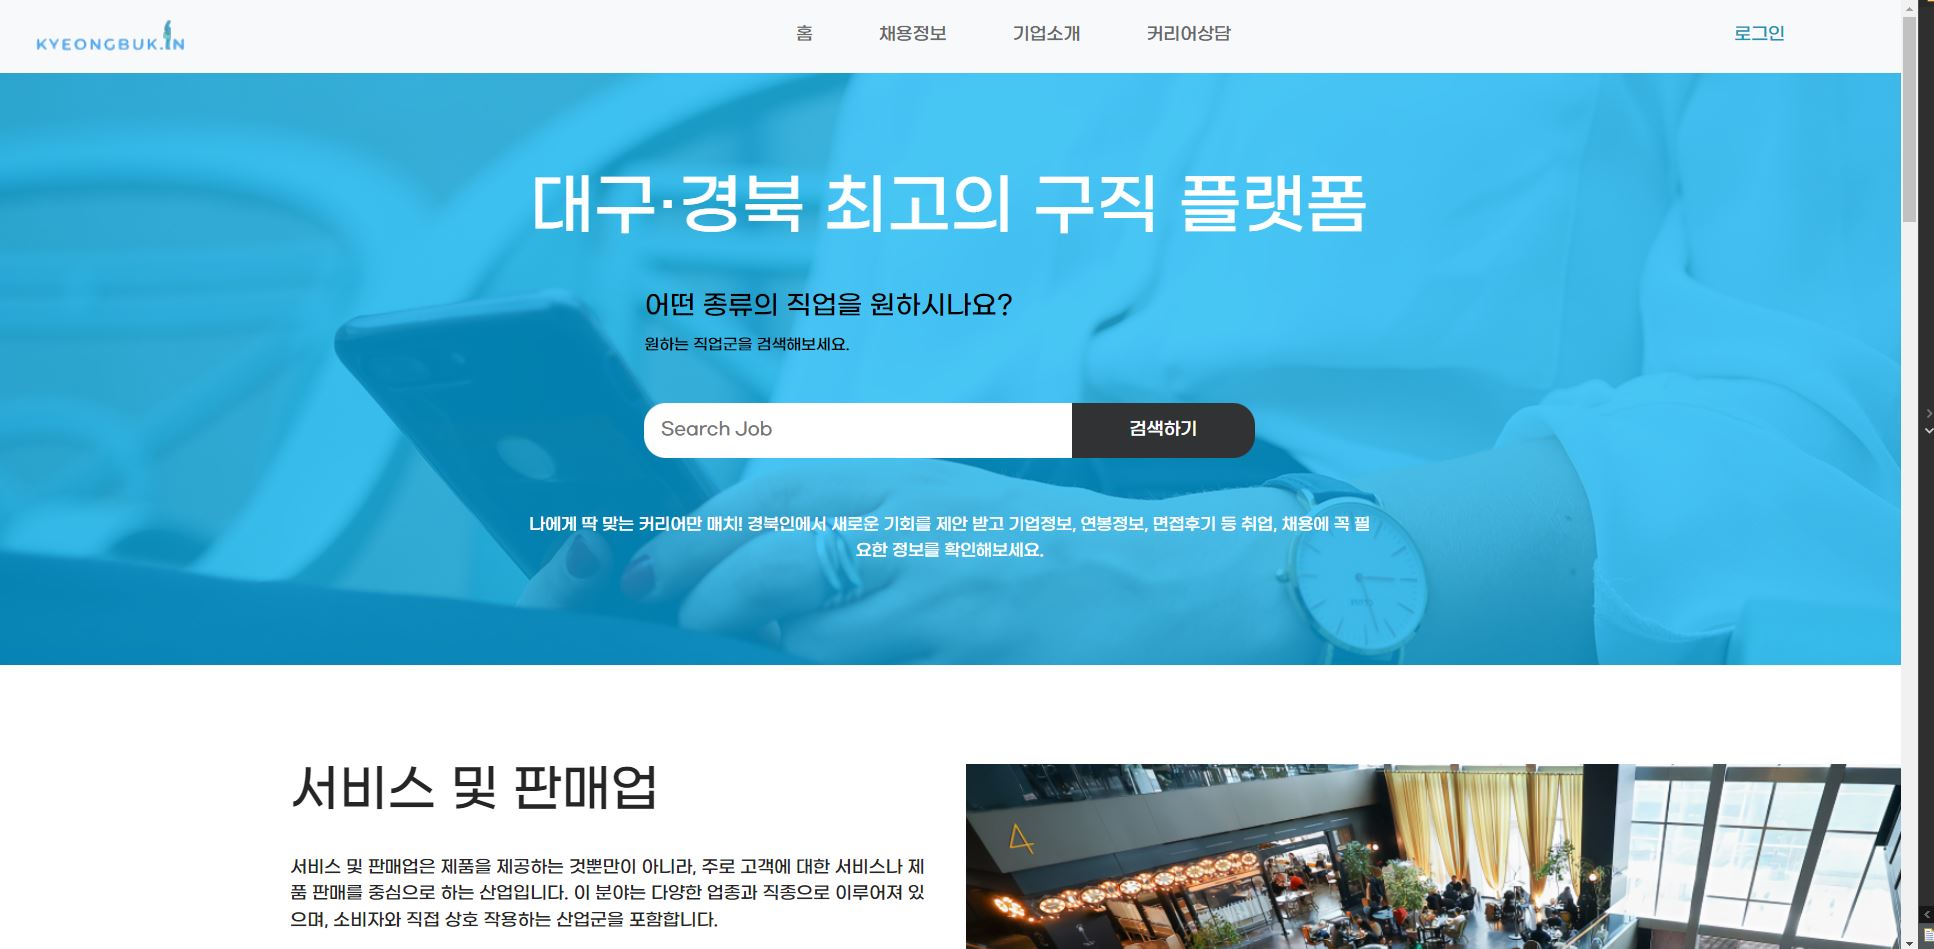 KYEONGBUK.IN
홈 채용정보 기업소개 커리어상담 로그인
대구·경북 최고의 구직 플랫폼
어떤 종류의 직업을 원하시나요?
원하는 직업군을 검색해보세요.
Search Job 검색하기
나에게 딱 맞는 커리어만 매치! 경북인에서 새로운 기회를 제안 받고 기업정보, 연봉정보, 면접후기 등 취업, 채용에 꼭 필
요한 정보를 확인해보세요.
서비스 및 판매업
4
서비스 및 판매업은 제품을 제공하는 것뿐만이 아니라, 주로 고객에 대한 서비스나 제
품 판매를 중심으로 하는 산업입니다. 이 분야는 다양한 업종과 직종으로 이루어져 있
으며, 소비자와 직접 상호 작용하는 산업군을 포함합니다.